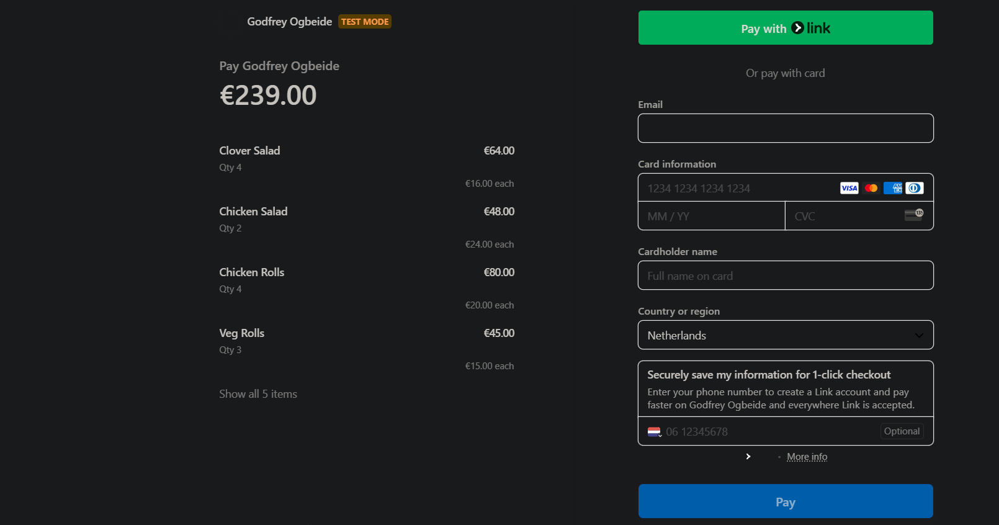 Godfrey Ogbeide TEST MODE
Pay Godfrey Ogbeide
€239.00
Clover Salad €64.00
Qty 4
€16.00 each
Chicken Salad €48.00
Qty 2
€24.00 each
Chicken Rolls €80.00
Qty 4
€20.00 each
Veg Rolls €45.00
Qty 3
€15.00 each
Show all 5 items
Pay with link
Or pay with card
Email
Card information
1234 1234 1234 1234 VISA AMEX
MM / YY CVC 135
Cardholder name
Full name on card
Country or region
Netherlands
Securely save my information for 1-click checkout
Enter your phone number to create a Link account and pay
faster on Godfrey Ogbeide and everywhere Link is accepted.
06 12345678 Optional
More info
Pay